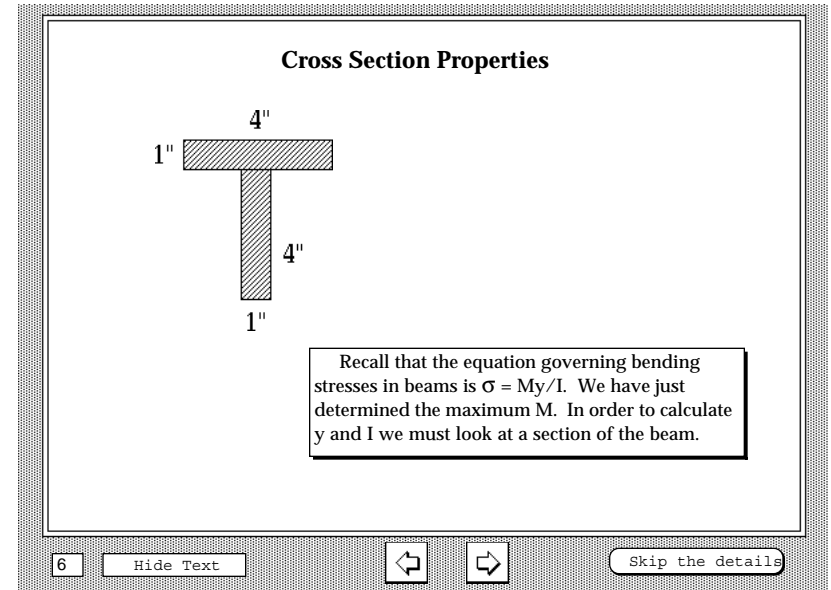 Cross Section Properties
4"
1"
4"
1"
Recall that the equation governing bending
stresses in beams is σ = My/I. We have just
determined the maximum M. In order to calculate
y and I we must look at a section of the beam.
6
Hide Text
Skip the details